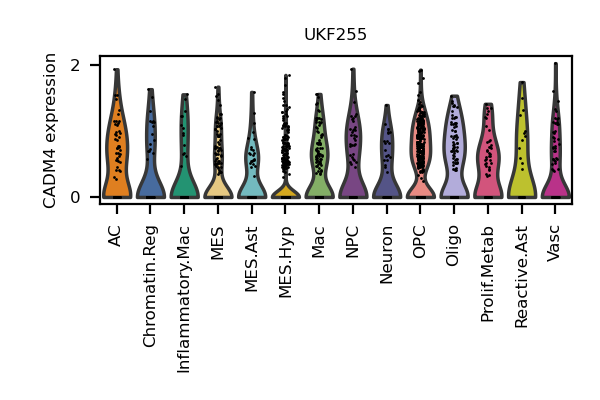 UKF255
CADM4 expression
2
0
AC
Chromatin.Reg
Inflammatory.Mac
MES
MES.Ast
MES.Hyp
Mac
NPC
Neuron
OPC
Oligo
Prolif.Metab
Reactive.Ast
Vasc